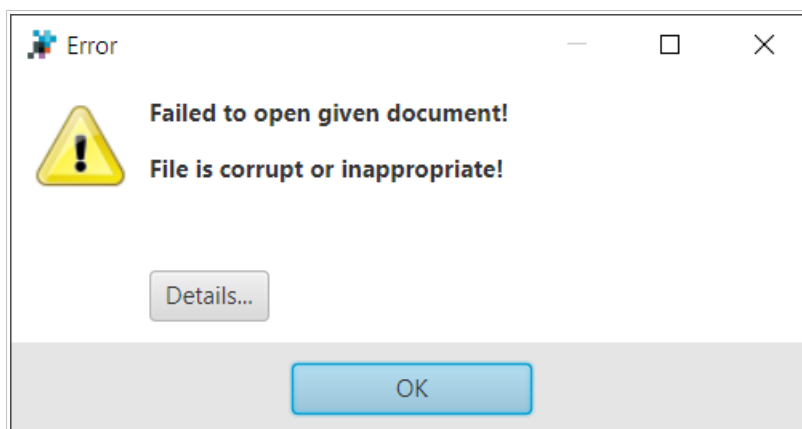 Error
Failed to open given document!
File is corrupt or inappropriate!
Details...
OK